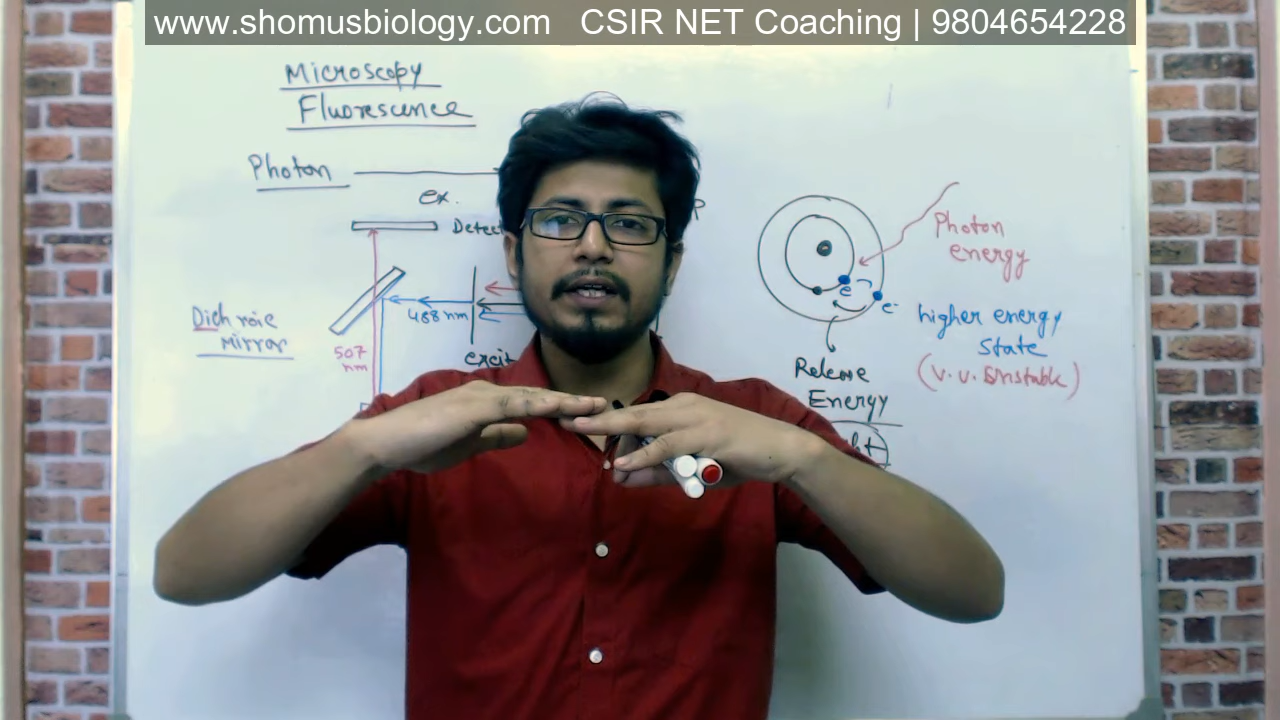 www.shomusbiology.com CSIR NET Coaching | 9804654228
Microscopy
Fluorescence
Photon
ex.
Detect
Dichroic
Mirror
488 nm
507
nm
excit
Photon
energy
e
e-
higher energy
state
(v. v. Unstable)
Release
Energy